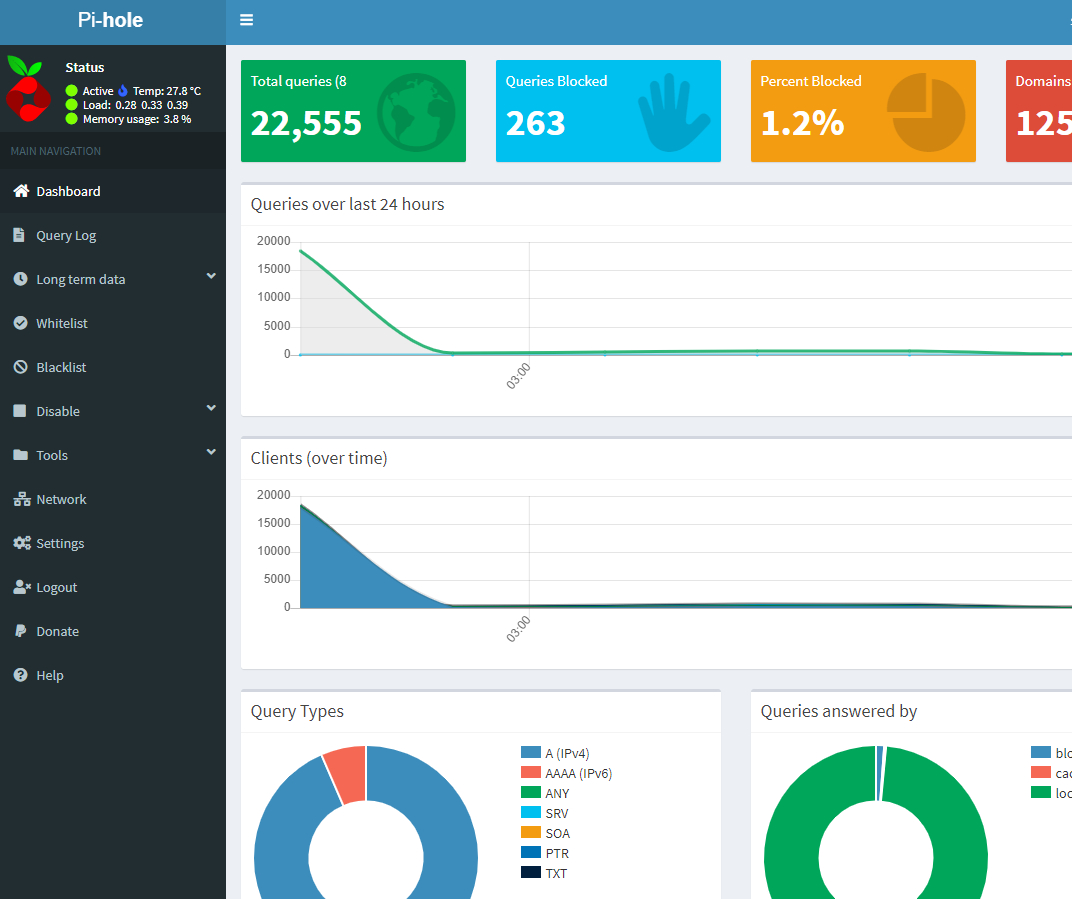 Pi-hole
Status
Active Temp: 27.8 °C
Load: 0.28 0.33 0.39
Memory usage: 3.8 %
MAIN NAVIGATION
Dashboard
Query Log
Long term data
Whitelist
Blacklist
Disable
Tools
Network
Settings
Logout
Donate
Help
Total queries (8
22,555
Queries Blocked
263
Percent Blocked
1.2%
Domains
125
Queries over last 24 hours
20000
15000
10000
5000
0
03:00
Clients (over time)
20000
15000
10000
5000
0
03:00
Query Types
A (IPv4)
AAAA (IPv6)
ANY
SRV
SOA
PTR
TXT
Queries answered by